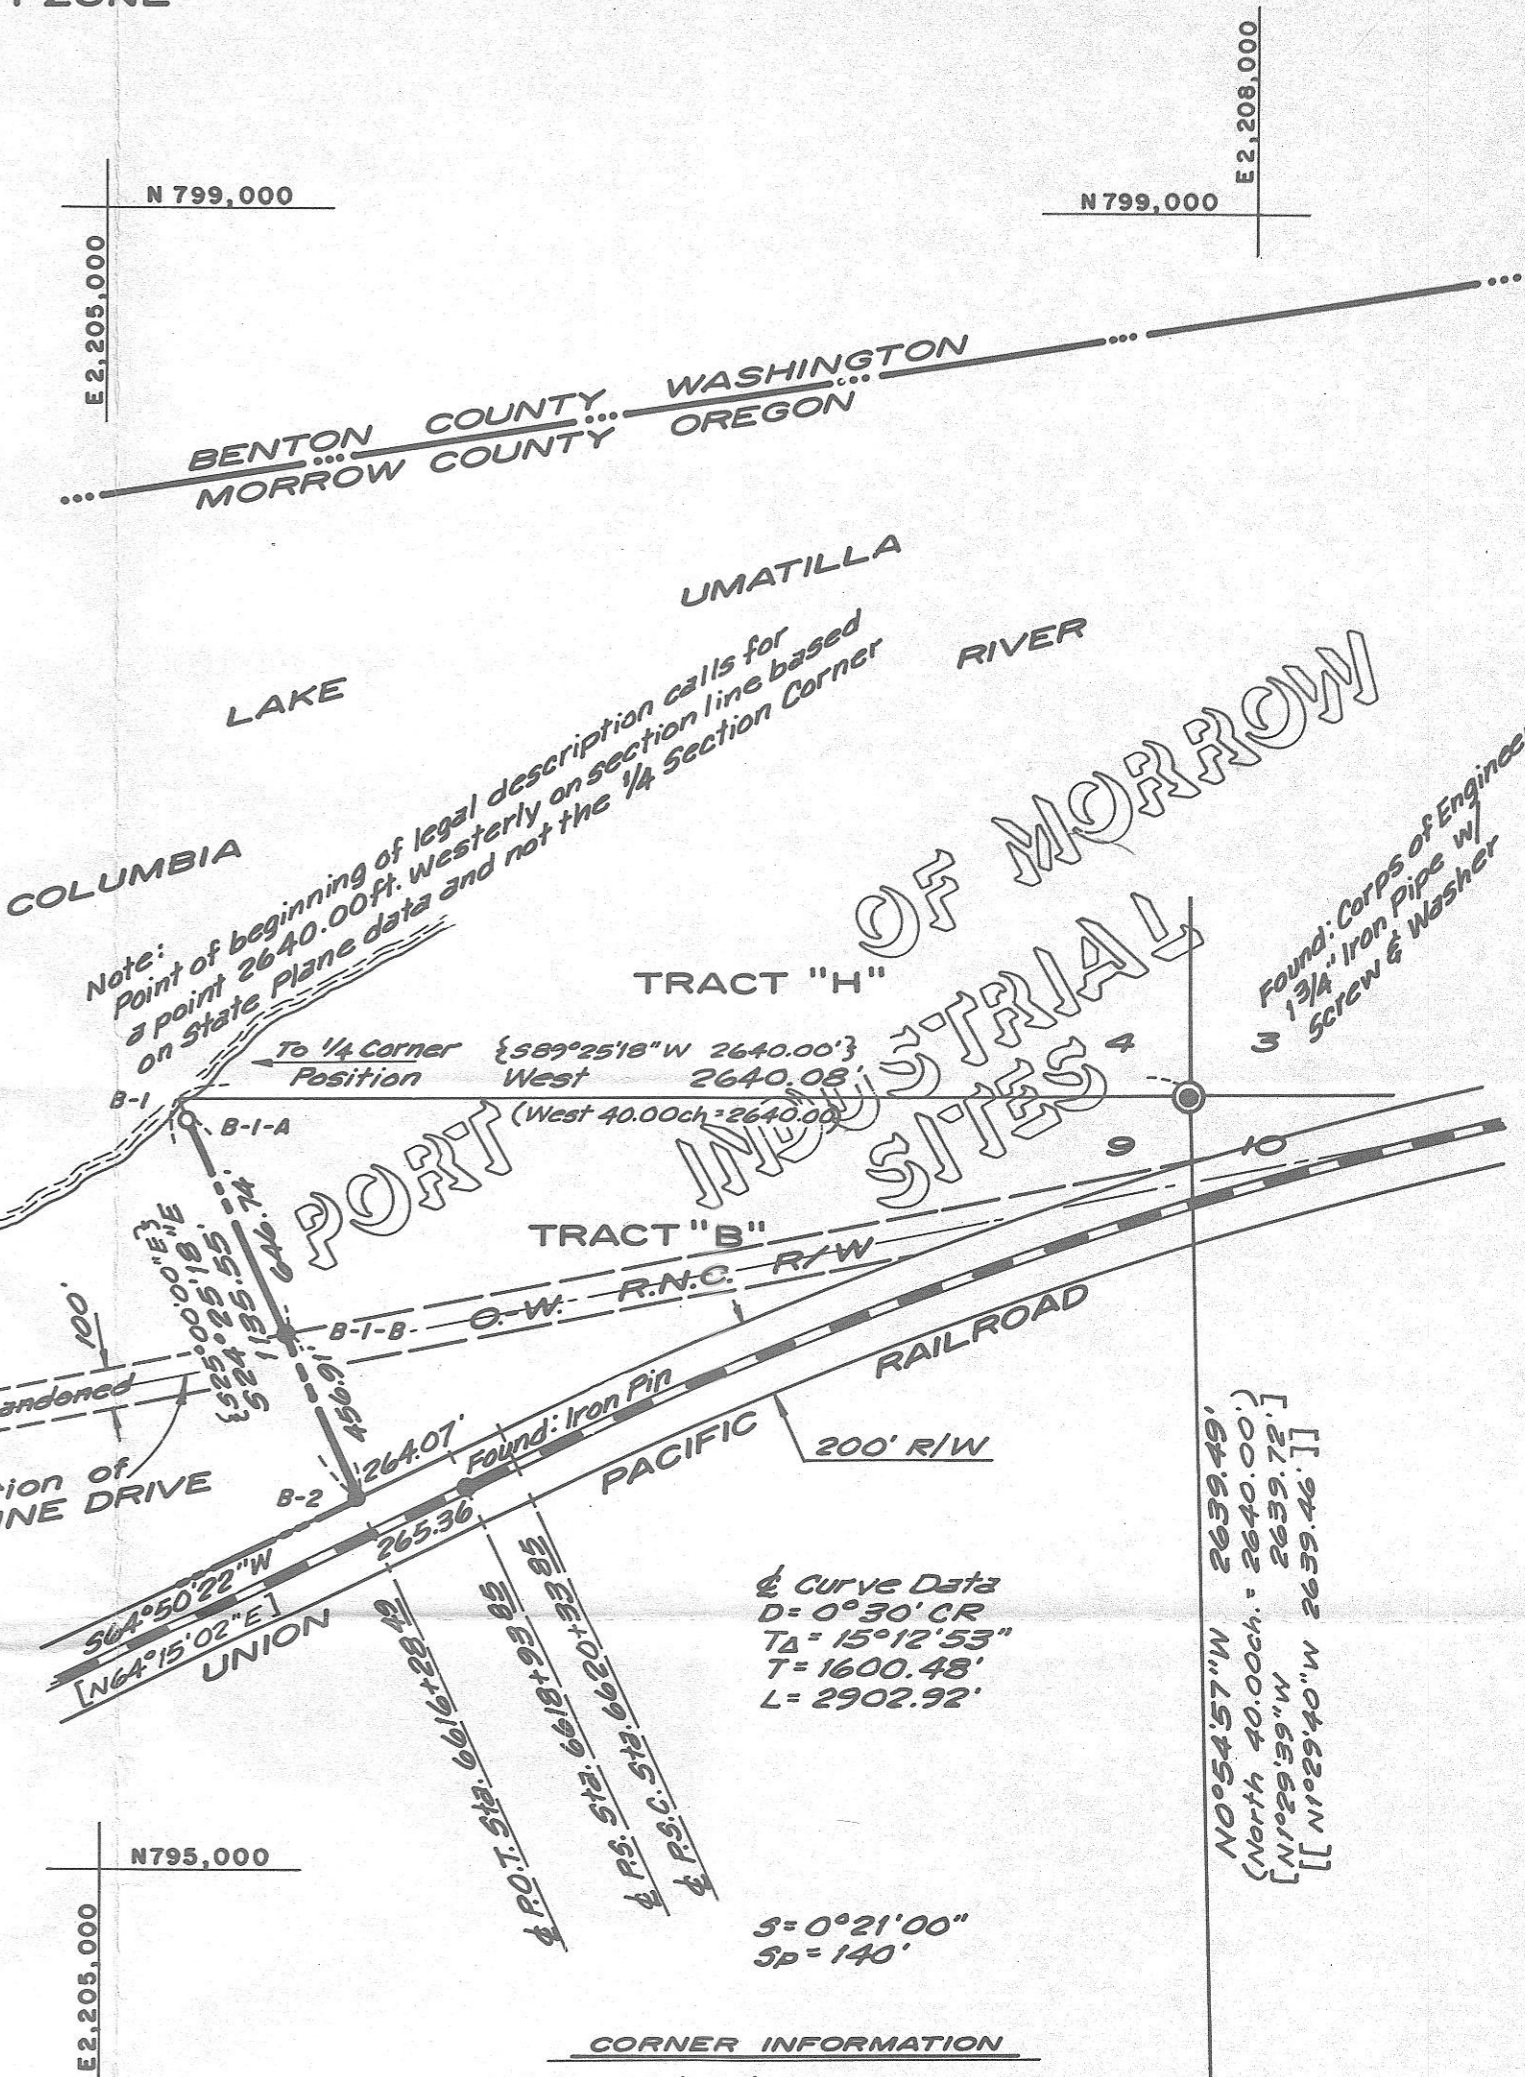 E 2,208,000
N 799,000
N 799,000
E 2,205,000
BENTON COUNTY WASHINGTON
MORROW COUNTY OREGON
UMATILLA
RIVER
LAKE
COLUMBIA
Note:
Point of beginning of legal description calls for
a point 2640.00ft. westerly on section line based
on State Plane data and not the 1/4 Section Corner
PORT OF MORROW
INDUSTRIAL
SITES
Found: Corps of Enginee
1 3/4" Iron Pipe w/
Screw & Washer
TRACT "H"
To 1/4 Corner
Position
{S89°25'18"W 2640.00'}
West 2640.08'
(West 40.00ch = 2640.00)
4
3
9
10
B-1
B-1-A
646.74'
{S25°00'00"E}
S24°25'18"E
1135.55'
TRACT "B"
O.-W. R.N.C. R/W
B-1-B
456.91'
100'
andoned
ion of
NE DRIVE
B-2
264.07'
Found: Iron Pin
265.36
S64°50'22"W
[N64°15'02"E]
UNION PACIFIC RAILROAD
200' R/W
℄ P.O.T. Sta. 6616+28.49
℄ P.S. Sta. 6618+93.85
℄ P.S.C. Sta. 6620+33.85
℄ Curve Data
D= 0°30' CR
T∆ = 15°12'53"
T= 1600.48'
L= 2902.92'
S= 0°21'00"
Sp= 140'
N0°54'57"W 2639.49'
(North 40.00ch. = 2640.00')
[N1°29'39"W 2639.72']
[[N1°29'40"W 2639.46']]
N795,000
E2,205,000
CORNER INFORMATION